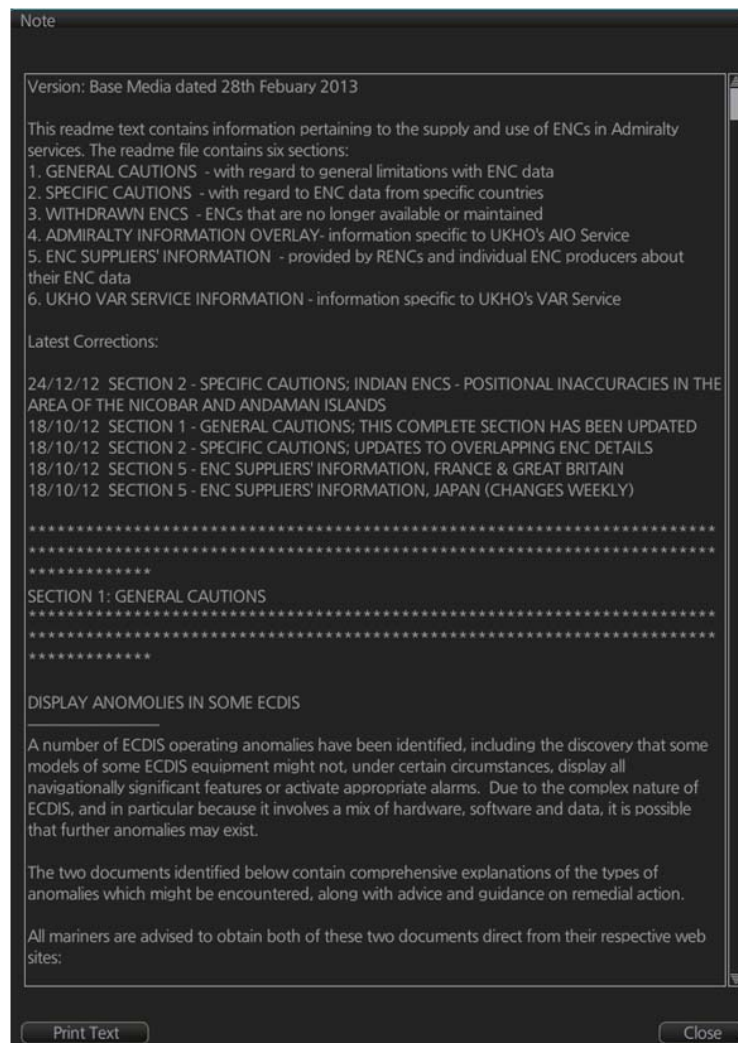 Note
Version: Base Media dated 28th Febuary 2013
This readme text contains information pertaining to the supply and use of ENCs in Admiralty
services. The readme file contains six sections:
1. GENERAL CAUTIONS - with regard to general limitations with ENC data
2. SPECIFIC CAUTIONS - with regard to ENC data from specific countries
3. WITHDRAWN ENCS - ENCs that are no longer available or maintained
4. ADMIRALTY INFORMATION OVERLAY- information specific to UKHO's AIO Service
5. ENC SUPPLIERS' INFORMATION - provided by RENCs and individual ENC producers about
their ENC data
6. UKHO VAR SERVICE INFORMATION - information specific to UKHO's VAR Service
Latest Corrections:
24/12/12 SECTION 2 - SPECIFIC CAUTIONS; INDIAN ENCS - POSITIONAL INACCURACIES IN THE
AREA OF THE NICOBAR AND ANDAMAN ISLANDS
18/10/12 SECTION 1 - GENERAL CAUTIONS; THIS COMPLETE SECTION HAS BEEN UPDATED
18/10/12 SECTION 2 - SPECIFIC CAUTIONS; UPDATES TO OVERLAPPING ENC DETAILS
18/10/12 SECTION 5 - ENC SUPPLIERS' INFORMATION, FRANCE & GREAT BRITAIN
18/10/12 SECTION 5 - ENC SUPPLIERS' INFORMATION, JAPAN (CHANGES WEEKLY)
************************************************************************
************************************************************************
*************
SECTION 1: GENERAL CAUTIONS
************************************************************************
************************************************************************
*************
DISPLAY ANOMOLIES IN SOME ECDIS
A number of ECDIS operating anomalies have been identified, including the discovery that some
models of some ECDIS equipment might not, under certain circumstances, display all
navigationally significant features or activate appropriate alarms. Due to the complex nature of
ECDIS, and in particular because it involves a mix of hardware, software and data, it is possible
that further anomalies may exist.
The two documents identified below contain comprehensive explanations of the types of
anomalies which might be encountered, along with advice and guidance on remedial action.
All mariners are advised to obtain both of these two documents direct from their respective web
sites:
Print Text
Close